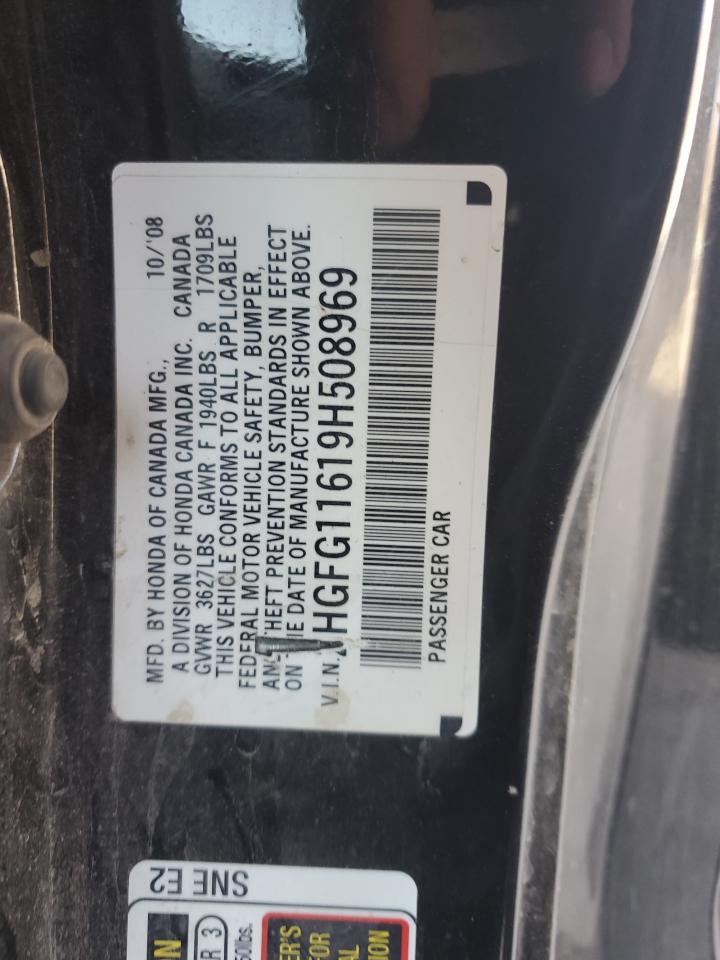 MFD. BY HONDA OF CANADA MFG., 10/'08
A DIVISION OF HONDA CANADA INC. CANADA
GVWR 3627LBS GAWR F 1940LBS R 1709LBS
THIS VEHICLE CONFORMS TO ALL APPLICABLE
FEDERAL MOTOR VEHICLE SAFETY, BUMPER,
PREVENTION STANDARDS IN EFFECT
ON DATE OF MANUFACTURE SHOWN ABOVE.
V.I.N. HGFG11619H508969
PASSENGER CAR
SNE E2
R 3